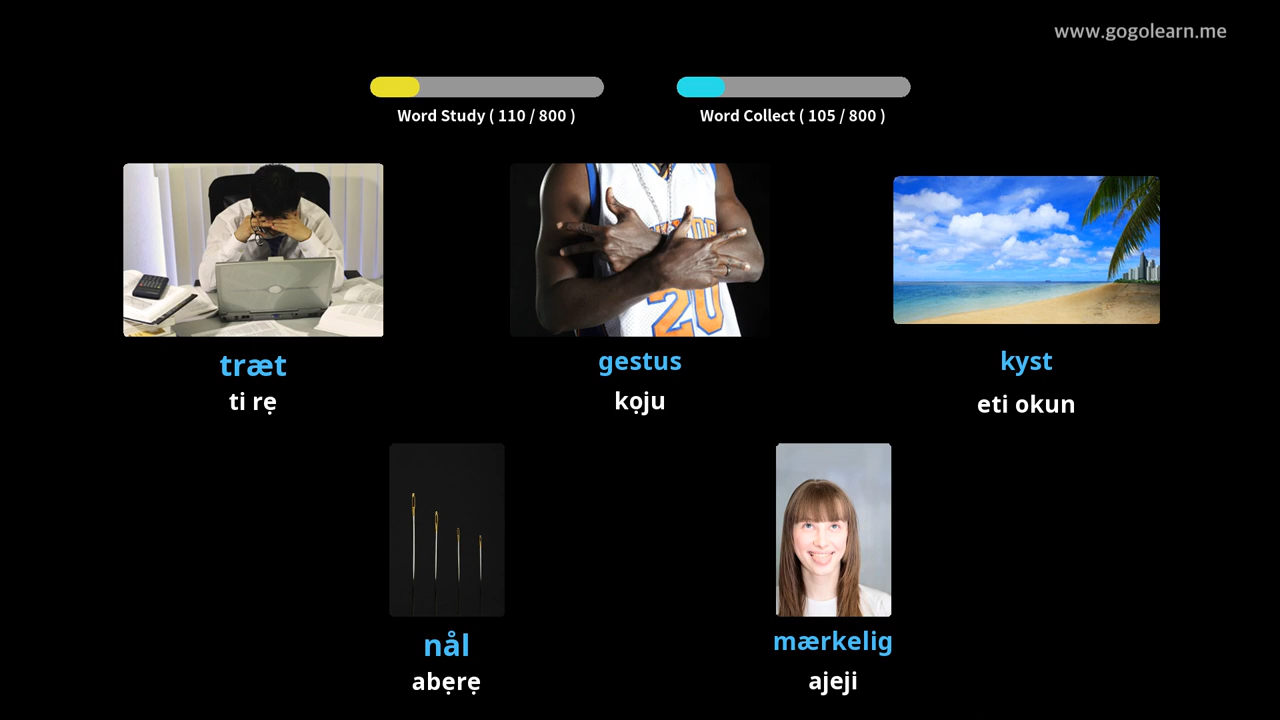 www.gogolearn.me
Word Study ( 110 / 800 )
Word Collect ( 105 / 800 )
20
træt
ti rẹ
gestus
kọju
kyst
eti okun
nål
abẹrẹ
mærkelig
ajeji